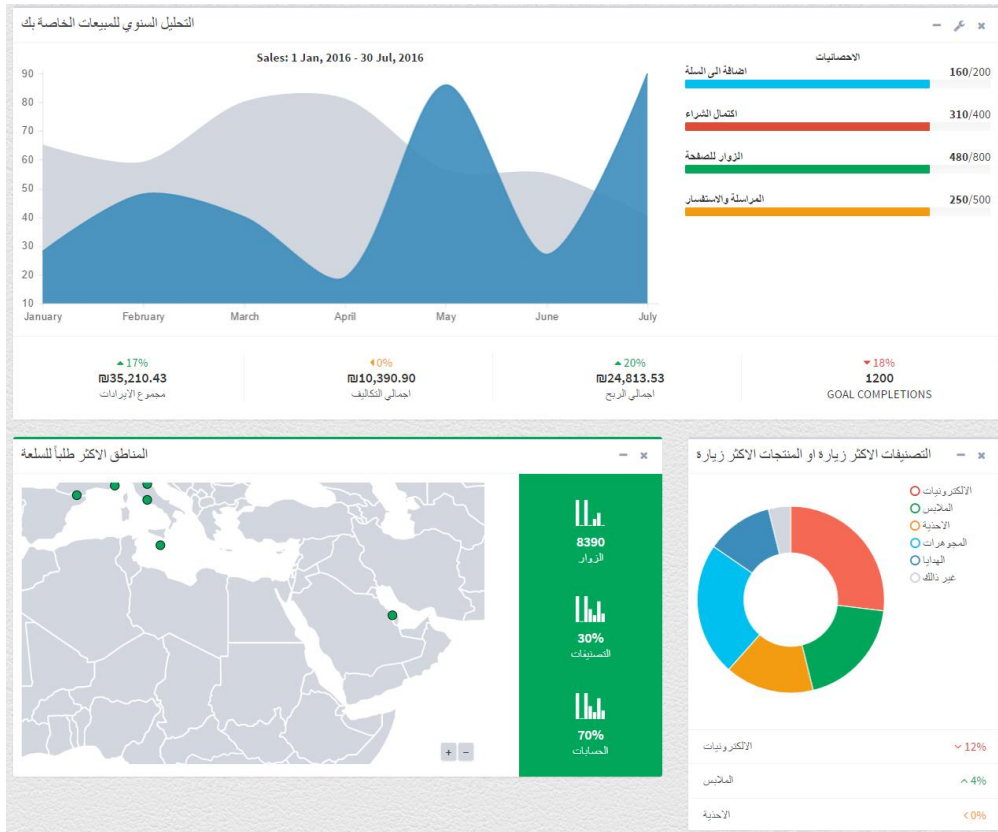 التحليل السنوي للمبيعات الخاصة بك
Sales: 1 Jan, 2016 - 30 Jul, 2016
90
80
70
60
50
40
30
20
10
January February March April May June July
الاحصائيات
اضافة الى السلة 160/200
اكتمال الشراء 310/400
الزوار للصفحة 480/800
المراسلة والاستفسار 250/500
17%
₪35,210.43
مجموع الايرادات
0%
₪10,390.90
اجمالي التكاليف
20%
₪24,813.53
اجمالي الربح
18%
1200
GOAL COMPLETIONS
المناطق الاكثر طلباً للسلعة
8390
الزوار
30%
التصنيفات
70%
الحسابات
+ −
التصنيفات الاكثر زيارة او المنتجات الاكثر زيارة
الالكترونيات
الملابس
الاحذية
المجوهرات
الهدايا
غير ذالك
الالكترونيات 12%
الملابس 4%
الاحذية 0%